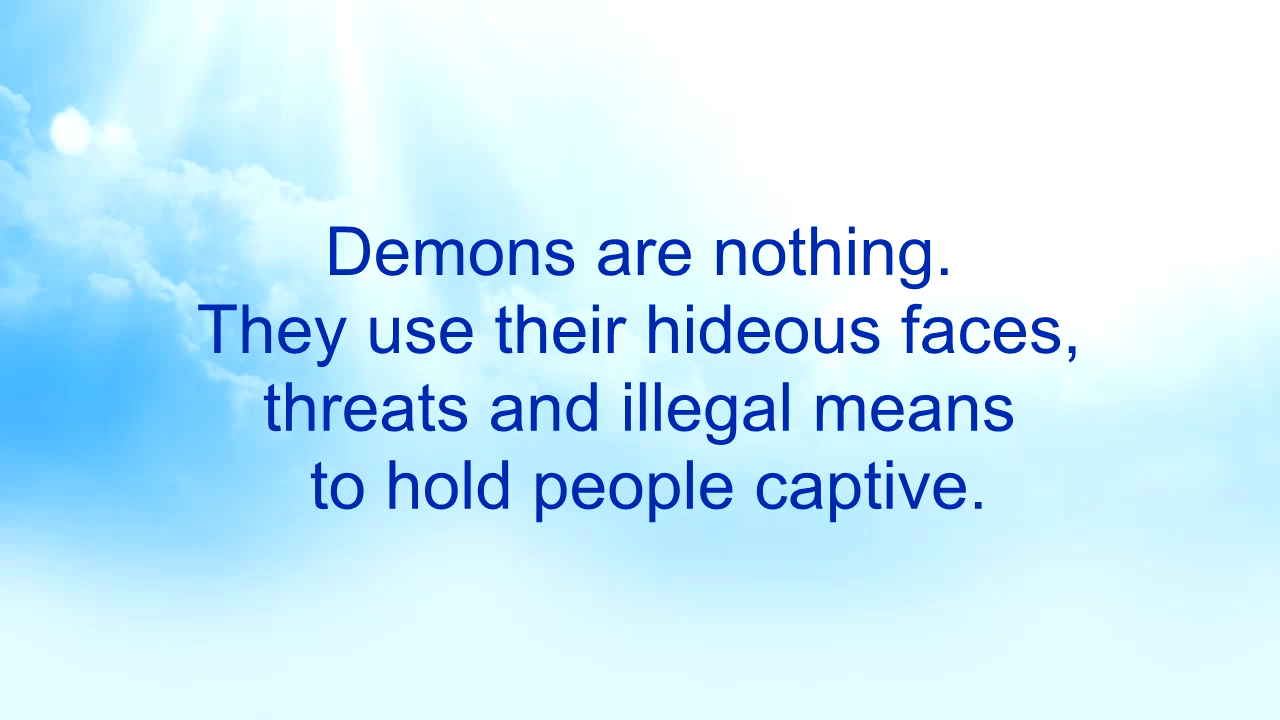 Demons are nothing.
They use their hideous faces,
threats and illegal means
to hold people captive.